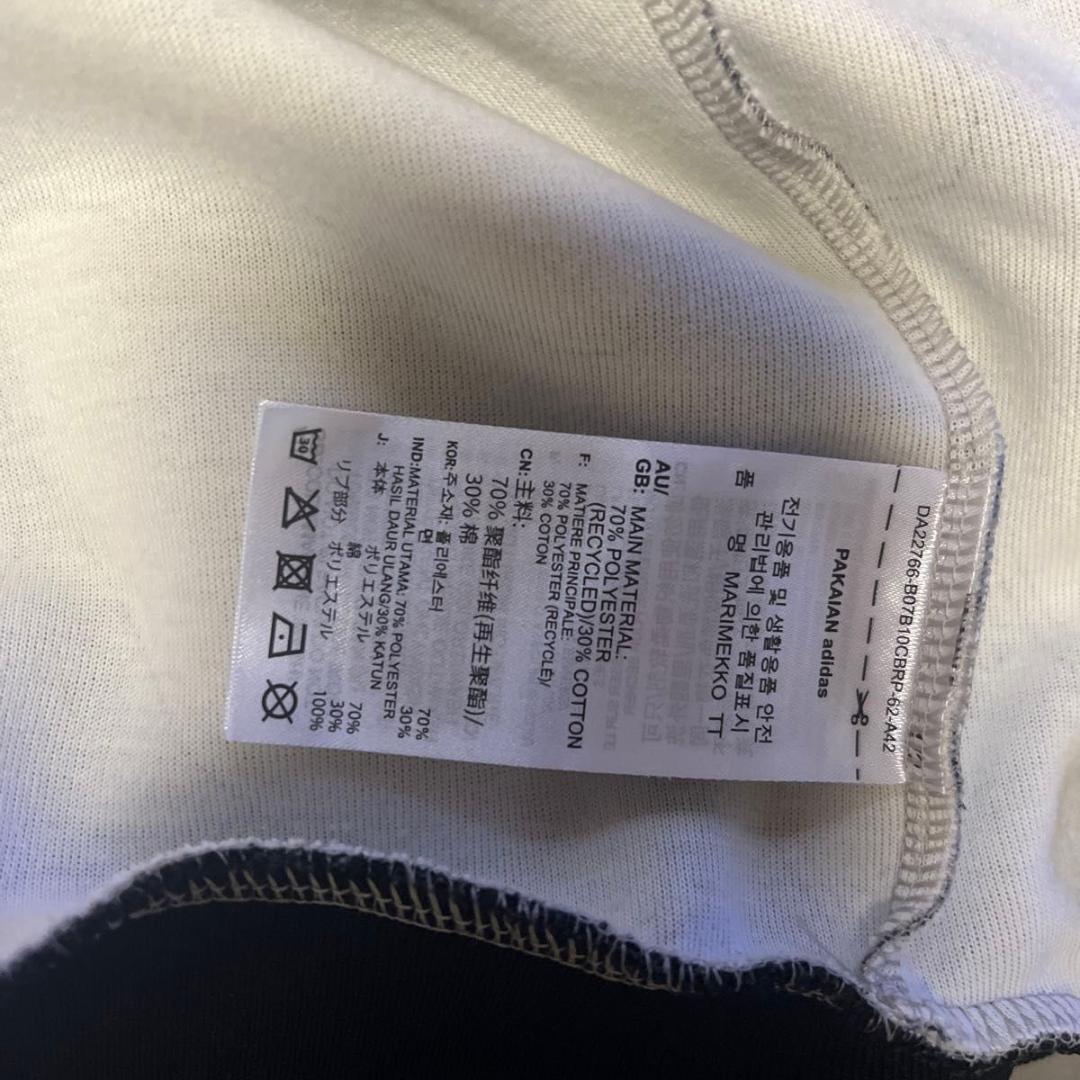 DA22766-B07B10CBRP-62-A42
PAKAIAN adidas
전기용품 및 생활용품 안전
관리법에 의한 품질표시
품 명 MARIMEKKO TT
AU/
GB: MAIN MATERIAL:
70% POLYESTER
(RECYCLED)/30% COTTON
F: MATIERE PRINCIPALE:
70% POLYESTER (RECYCLÉ)/
30% COTON
CN: 主料:
70% 聚酯纤维(再生聚酯)/
30% 棉
KOR: 주소재: 폴리에스터 70%
면 30%
IND:MATERIAL UTAMA: 70% POLYESTER
HASIL DAUR ULANG/30% KATUN
J: 本体 ポリエステル 70%
綿 30%
リブ部分 ポリエステル 100%
30